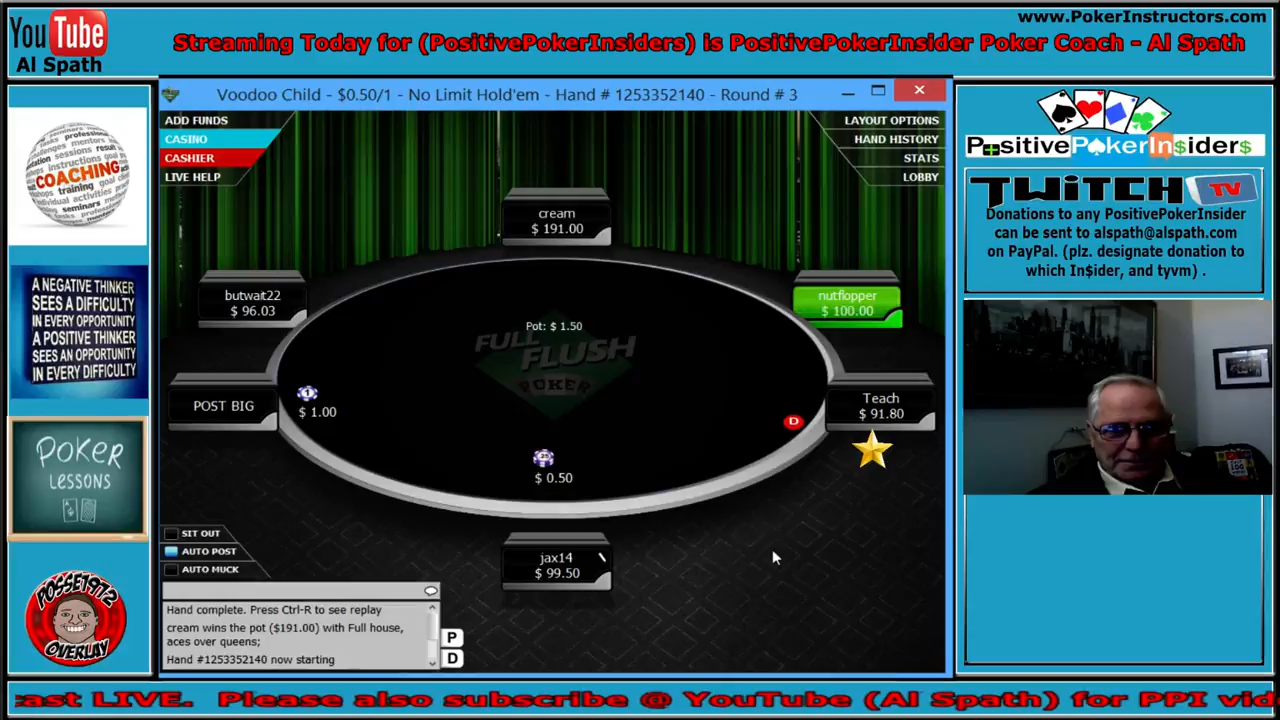 You Tube
Al Spath
www.PokerInstructors.com
Streaming Today for (PositivePokerInsiders) is PositivePokerInsider Poker Coach - Al Spath
Voodoo Child - $0.50/1 - No Limit Hold'em - Hand # 1253352140 - Round # 3
ADD FUNDS
CASINO
CASHIER
LIVE HELP
LAYOUT OPTIONS
HAND HISTORY
STATS
LOBBY
cream
$ 191.00
butwait22
$ 96.03
nutflopper
$ 100.00
Pot: $ 1.50
FULL
FLUSH
POKER
POST BIG
1
$ 1.00
D
Teach
$ 91.80
$ 0.50
jax14
$ 99.50
SIT OUT
AUTO POST
AUTO MUCK
Hand complete. Press Ctrl-R to see replay
cream wins the pot ($191.00) with Full house,
aces over queens;
Hand #1253352140 now starting
P
D
COACHING
A NEGATIVE THINKER
SEES A DIFFICULTY
IN EVERY OPPORTUNITY
A POSITIVE THINKER
SEES AN OPPORTUNITY
IN EVERY DIFFICULTY
POKER
LESSONS
POSSE1972
OVERLAY
PositivePokerIn$ider$
TWiTCH TV
Donations to any PositivePokerInsider
can be sent to alspath@alspath.com
on PayPal. (plz. designate donation to
which In$ider, and tyvm) .
cast LIVE. Please also subscribe @ YouTube (Al Spath) for PPI vid